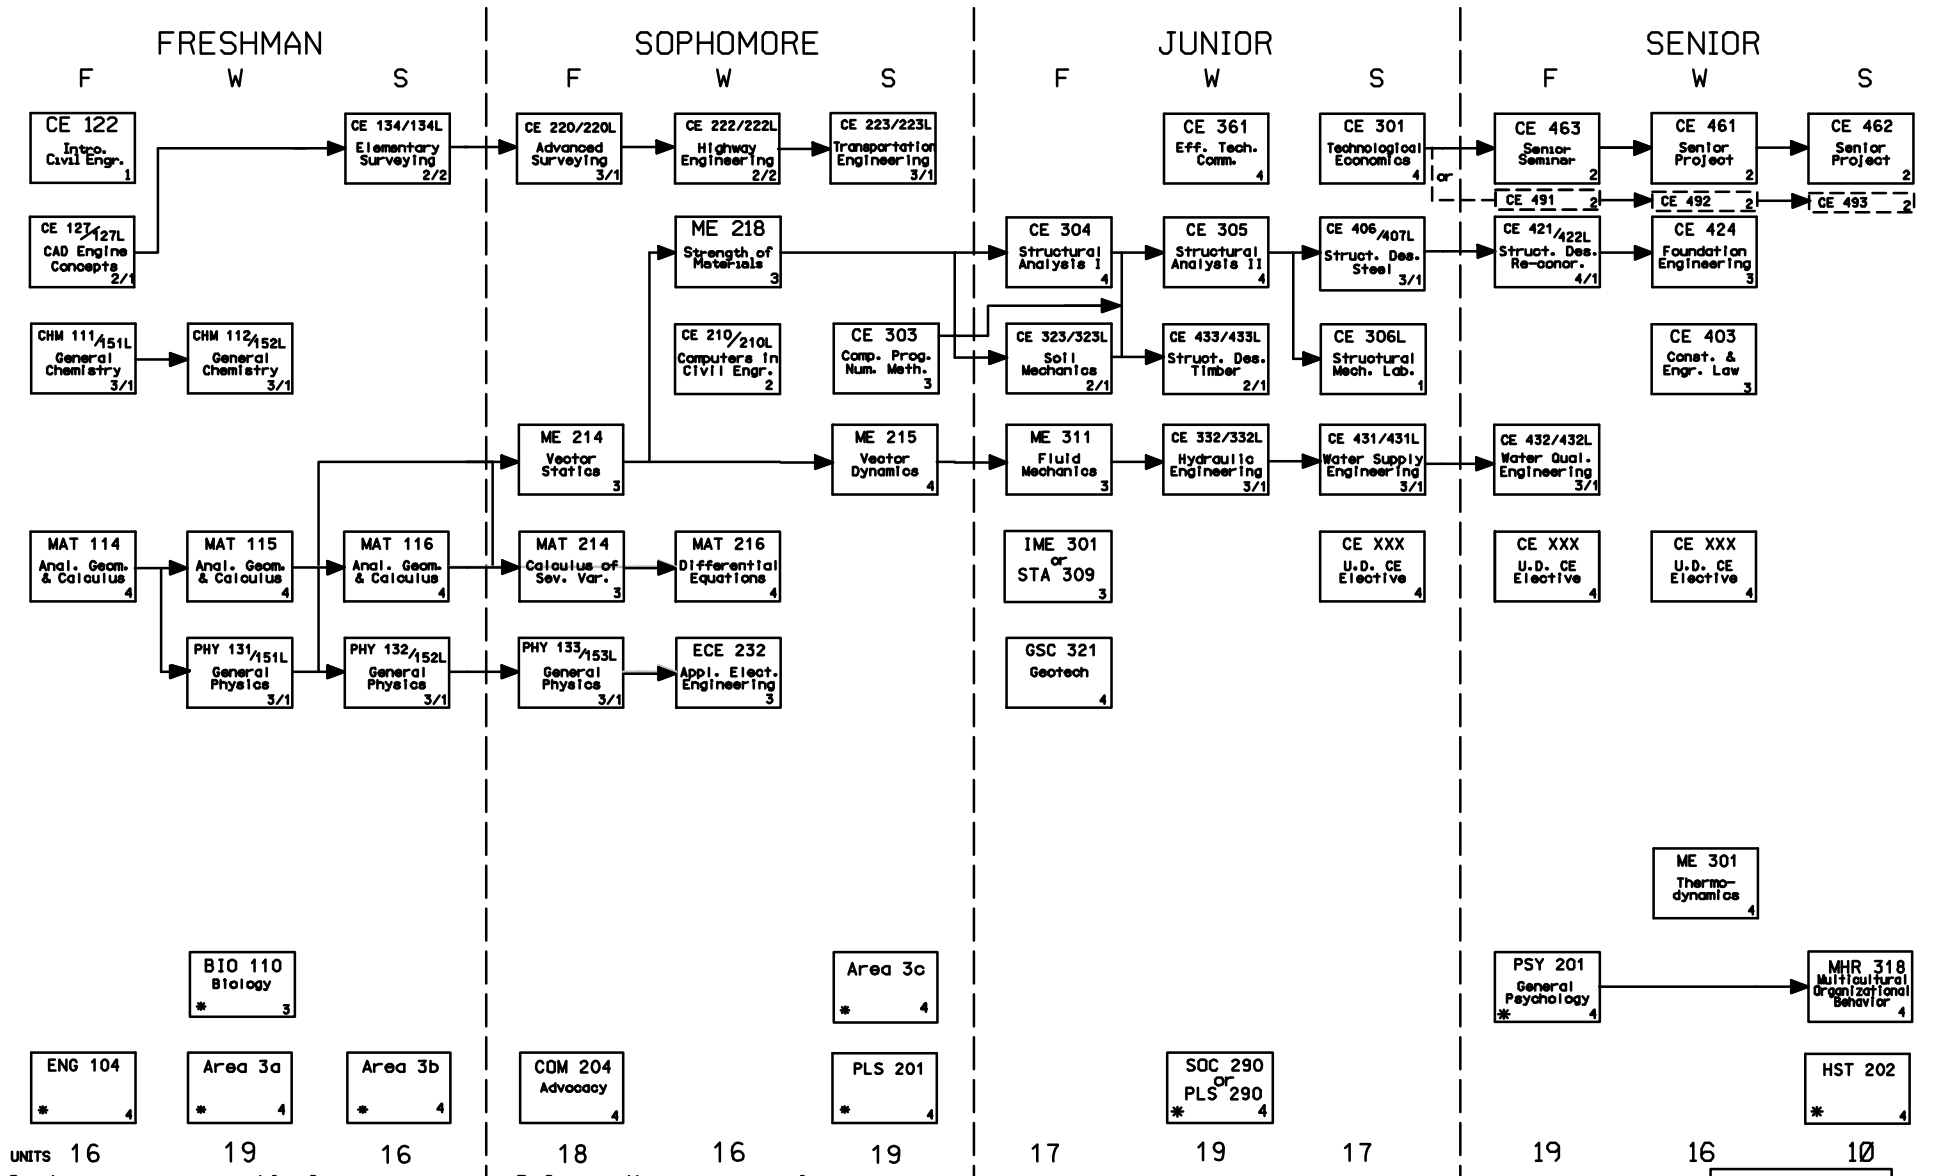 FRESHMAN SOPHOMORE JUNIOR SENIOR
F W S F W S F W S F W S
CE 122
Intro.
Civil Engr.
1
CE 134/134L
Elementary
Surveying
2/2
CE 220/220L
Advanced
Surveying
3/1
CE 222/222L
Highway
Engineering
2/2
CE 223/223L
Transportation
Engineering
3/1
CE 361
Eff. Tech.
Comm.
4
CE 301
Technological
Economics
4
or
CE 463
Senior
Seminar
2
CE 461
Senior
Project
2
CE 462
Senior
Project
2
CE 491 2
CE 492 2
CE 493 2
CE 127/127L
CAD Engine
Concepts
2/1
ME 218
Strength of
Materials
3
CE 304
Structural
Analysis I
4
CE 305
Structural
Analysis II
4
CE 406/407L
Struct. Des.
Steel
3/1
CE 421/422L
Struct. Des.
Re-concr.
4/1
CE 424
Foundation
Engineering
3
CHM 111/151L
General
Chemistry
3/1
CHM 112/152L
General
Chemistry
3/1
CE 210/210L
Computers in
Civil Engr.
2
CE 303
Comp. Prog.
Num. Meth.
3
CE 323/323L
Soil
Mechanics
2/1
CE 433/433L
Struct. Des.
Timber
2/1
CE 306L
Structural
Mech. Lab.
1
CE 403
Const. &
Engr. Law
3
ME 214
Vector
Statics
3
ME 215
Vector
Dynamics
4
ME 311
Fluid
Mechanics
3
CE 332/332L
Hydraulic
Engineering
3/1
CE 431/431L
Water Supply
Engineering
3/1
CE 432/432L
Water Qual.
Engineering
3/1
MAT 114
Anal. Geom.
& Calculus
4
MAT 115
Anal. Geom.
& Calculus
4
MAT 116
Anal. Geom.
& Calculus
4
MAT 214
Calculus of
Sev. Var.
3
MAT 216
Differential
Equations
4
IME 301
or
STA 309
3
CE XXX
U.D. CE
Elective
4
CE XXX
U.D. CE
Elective
4
CE XXX
U.D. CE
Elective
4
PHY 131/151L
General
Physics
3/1
PHY 132/152L
General
Physics
3/1
PHY 133/153L
General
Physics
3/1
ECE 232
Appl. Elect.
Engineering
3
GSC 321
Geotech
4
ME 301
Thermo-
dynamics
4
BIO 110
Biology
* 3
Area 3c
* 4
PSY 201
General
Psychology
* 4
MHR 318
Multicultural
Organizational
Behavior
4
ENG 104
* 4
Area 3a
* 4
Area 3b
* 4
COM 204
Advocacy
4
PLS 201
* 4
SOC 290
or
PLS 290
* 4
HST 202
* 4
UNITS 16 19 16 18 16 19 17 19 17 19 16 10